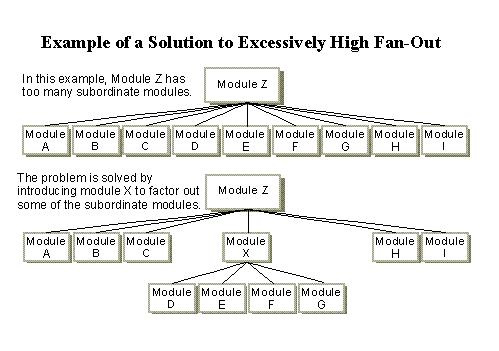 Example of a Solution to Excessively High Fan-Out
In this example, Module Z has
too many subordinate modules.
Module Z
Module A
Module B
Module C
Module D
Module E
Module F
Module G
Module H
Module I
The problem is solved by
introducing module X to factor out
some of the subordinate modules.
Module Z
Module A
Module B
Module C
Module X
Module H
Module I
Module D
Module E
Module F
Module G